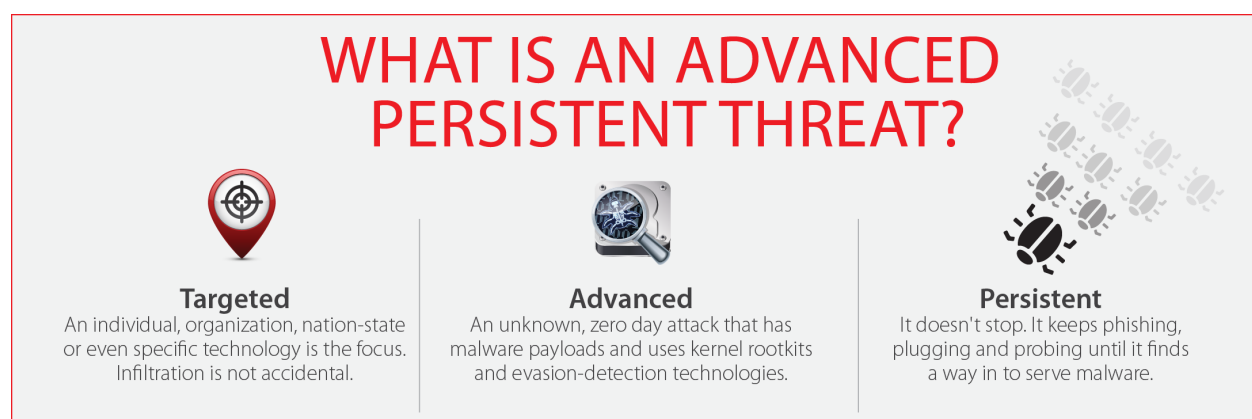 WHAT IS AN ADVANCED
PERSISTENT THREAT?
Targeted
An individual, organization, nation-state
or even specific technology is the focus.
Infiltration is not accidental.
Advanced
An unknown, zero day attack that has
malware payloads and uses kernel rootkits
and evasion-detection technologies.
Persistent
It doesn't stop. It keeps phishing,
plugging and probing until it finds
a way in to serve malware.